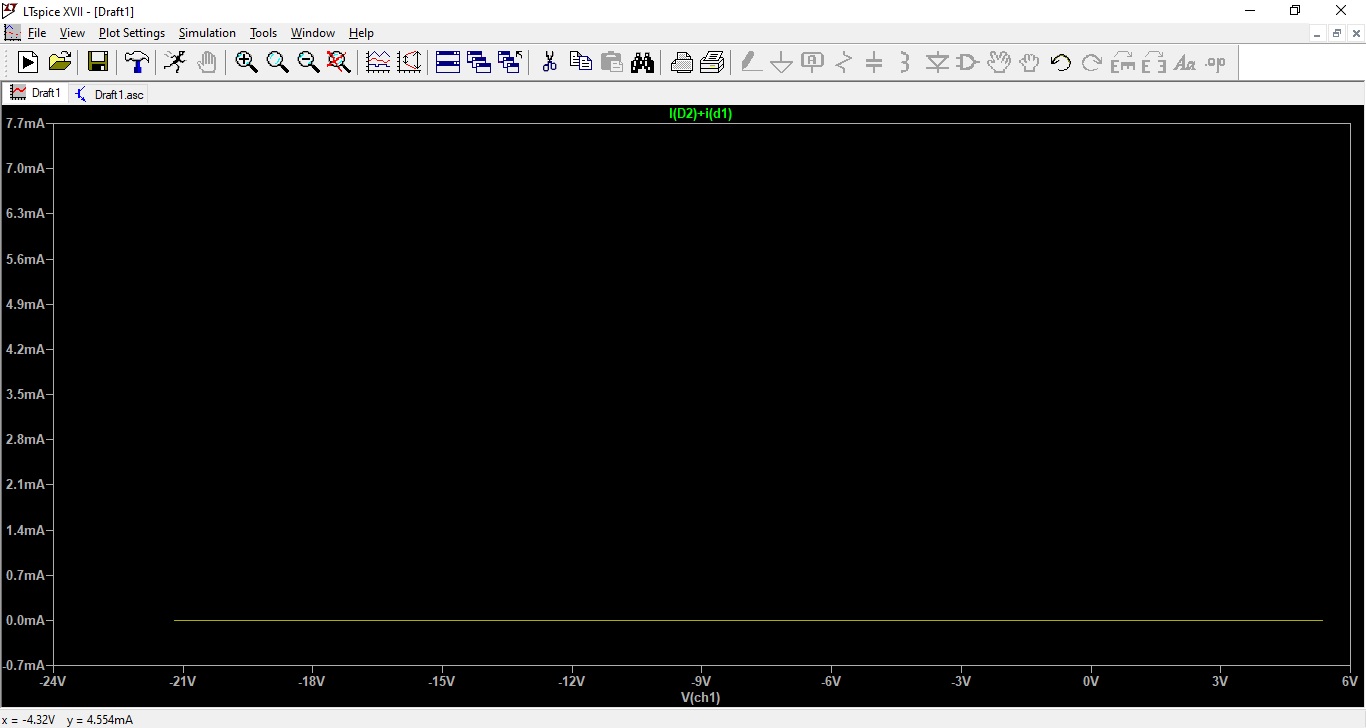 LTspice XVII - [Draft1]
File View Plot Settings Simulation Tools Window Help
Aa .op
Draft1 Draft1.asc
I(D2)+i(d1)
7.7mA
7.0mA
6.3mA
5.6mA
4.9mA
4.2mA
3.5mA
2.8mA
2.1mA
1.4mA
0.7mA
0.0mA
-0.7mA
-24V -21V -18V -15V -12V -9V -6V -3V 0V 3V 6V
V(ch1)
x = -4.32V y = 4.554mA